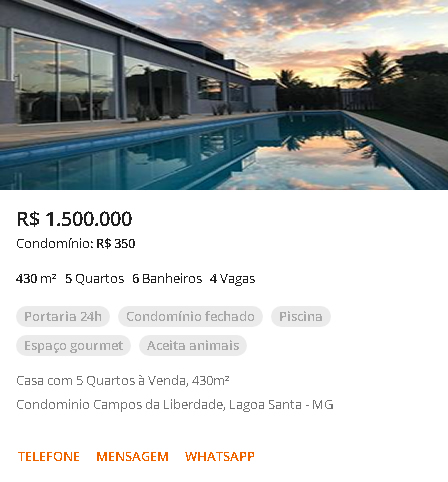 R$ 1.500.000
Condomínio: R$ 350
430 m² 5 Quartos 6 Banheiros 4 Vagas
Portaria 24h Condomínio fechado Piscina
Espaço gourmet Aceita animais
Casa com 5 Quartos à Venda, 430m²
Condominio Campos da Liberdade, Lagoa Santa - MG
TELEFONE MENSAGEM WHATSAPP